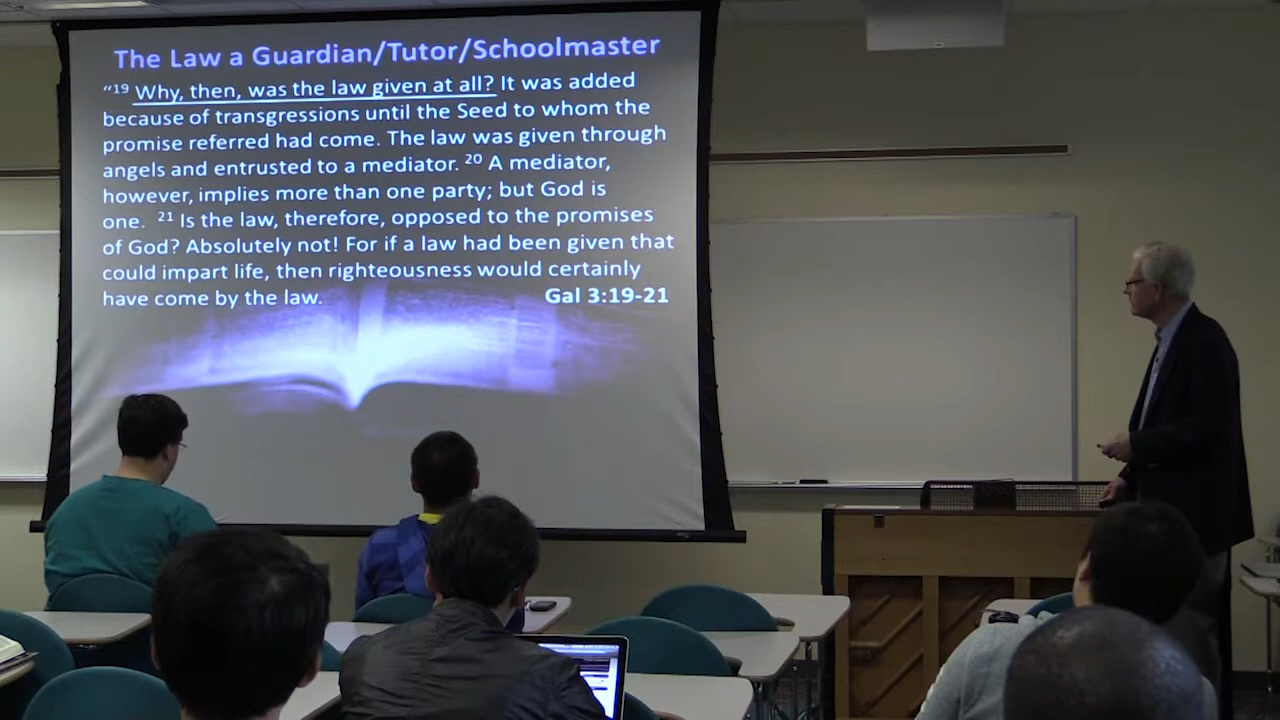 The Law a Guardian/Tutor/Schoolmaster
“19 Why, then, was the law given at all? It was added
because of transgressions until the Seed to whom the
promise referred had come. The law was given through
angels and entrusted to a mediator. 20 A mediator,
however, implies more than one party; but God is
one. 21 Is the law, therefore, opposed to the promises
of God? Absolutely not! For if a law had been given that
could impart life, then righteousness would certainly
have come by the law. Gal 3:19-21